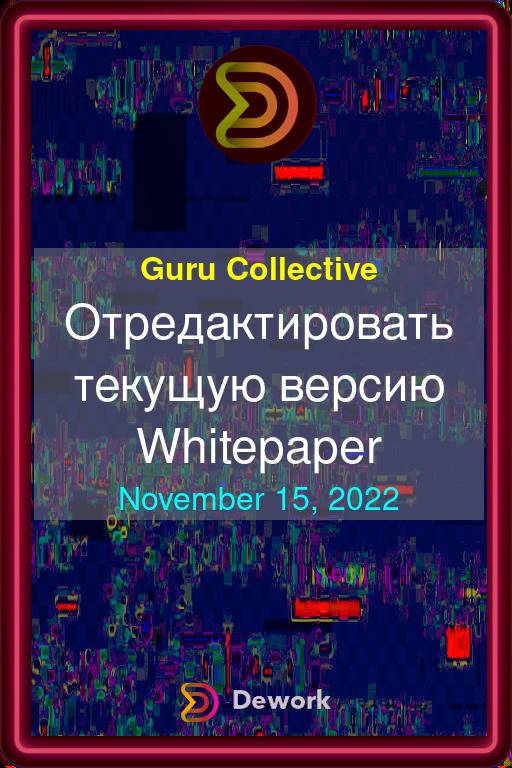 Guru Collective
Отредактировать
текущую версию
Whitepaper
November 15, 2022
Dework